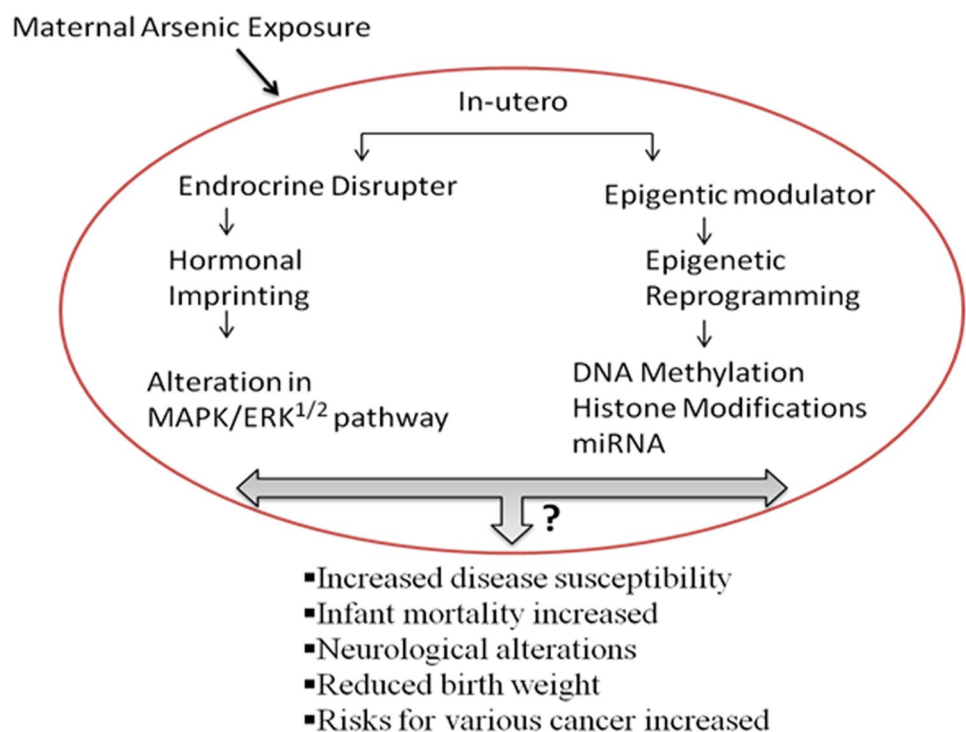 Maternal Arsenic Exposure
In-utero
Endrocrine Disrupter
Hormonal
Imprinting
Alteration in
MAPK/ERK1/2 pathway
Epigentic modulator
Epigenetic
Reprogramming
DNA Methylation
Histone Modifications
miRNA
?
▪Increased disease susceptibility
▪Infant mortality increased
▪Neurological alterations
▪Reduced birth weight
▪Risks for various cancer increased